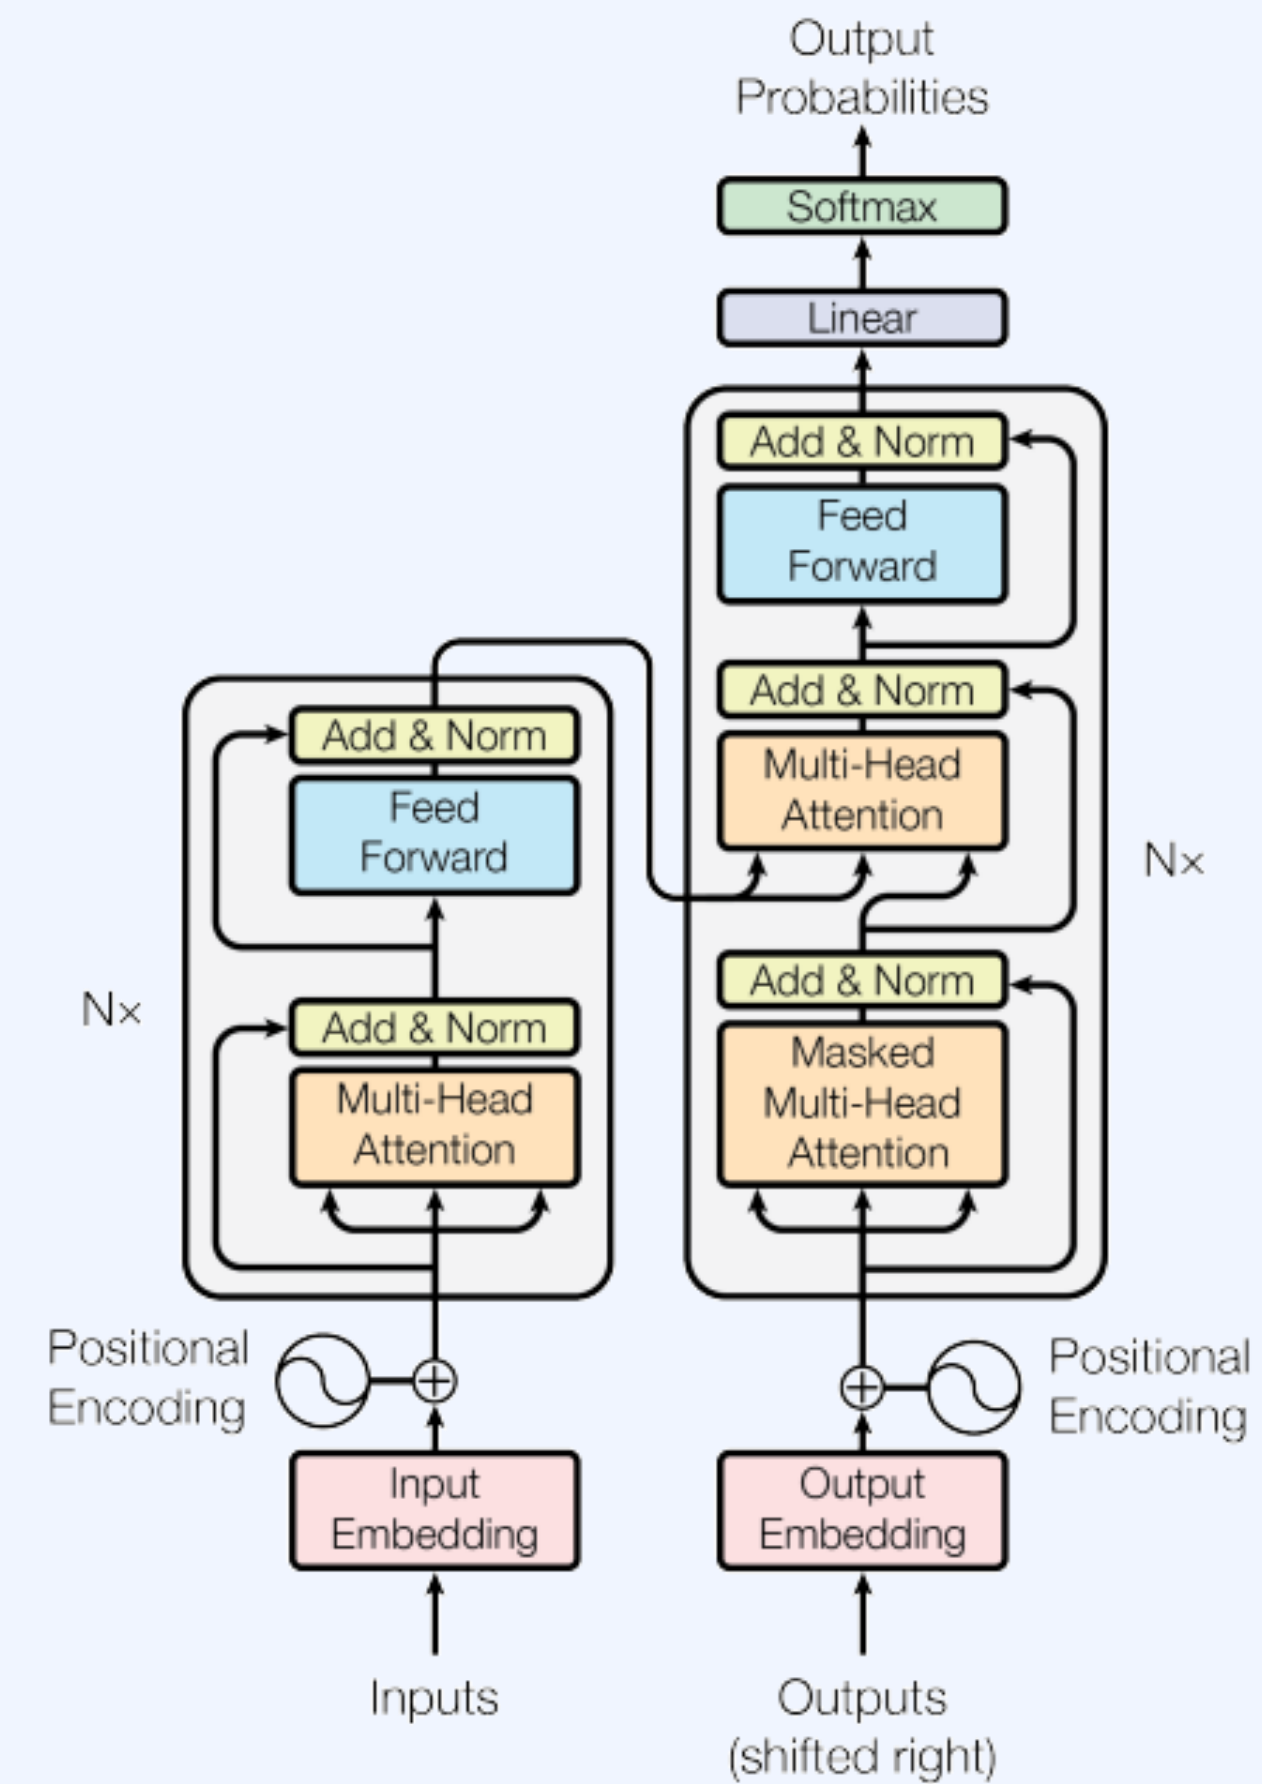 Output
Probabilities
Softmax
Linear
Add & Norm
Feed
Forward
Add & Norm
Multi-Head
Attention
Nx
Add & Norm
Masked
Multi-Head
Attention
Add & Norm
Feed
Forward
Nx
Add & Norm
Multi-Head
Attention
Positional
Encoding
Positional
Encoding
Input
Embedding
Output
Embedding
Inputs
Outputs
(shifted right)